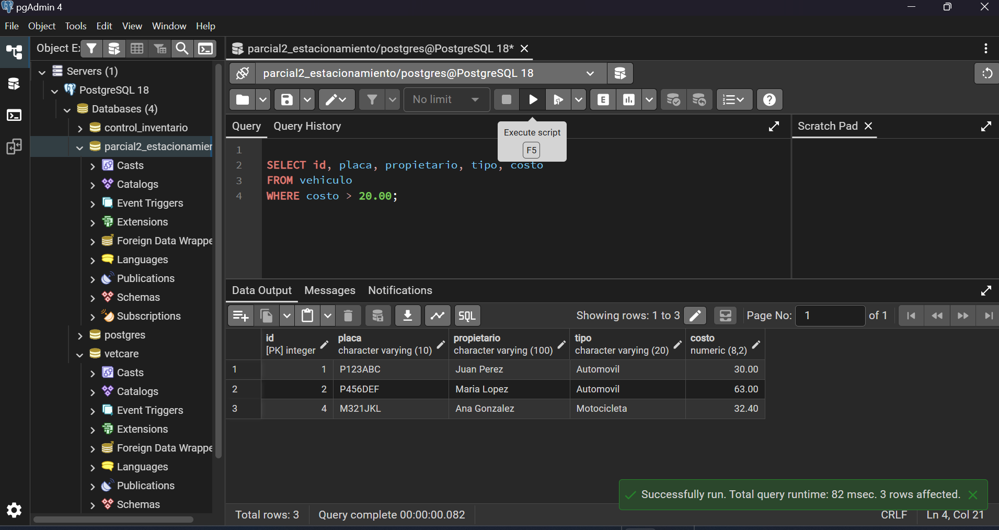 pgAdmin 4
File Object Tools Edit View Window Help
Object Ex
Servers (1)
PostgreSQL 18
Databases (4)
control_inventario
parcial2_estacionamier
Casts
Catalogs
Event Triggers
Extensions
Foreign Data Wrappe
Languages
Publications
Schemas
Subscriptions
postgres
vetcare
Casts
Catalogs
Event Triggers
Extensions
Foreign Data Wrappe
Languages
Publications
Schemas
parcial2_estacionamiento/postgres@PostgreSQL 18*
parcial2_estacionamiento/postgres@PostgreSQL 18
No limit E
Query Query History
Execute script
F5
Scratch Pad
1
2 SELECT id, placa, propietario, tipo, costo
3 FROM vehiculo
4 WHERE costo > 20.00;
Data Output Messages Notifications
SQL Showing rows: 1 to 3 Page No: 1 of 1
id placa propietario tipo costo
[PK] integer character varying (10) character varying (100) character varying (20) numeric (8,2)
1 1 P123ABC Juan Perez Automovil 30.00
2 2 P456DEF Maria Lopez Automovil 63.00
3 4 M321JKL Ana Gonzalez Motocicleta 32.40
Successfully run. Total query runtime: 82 msec. 3 rows affected.
Total rows: 3 Query complete 00:00:00.082 CRLF Ln 4, Col 21